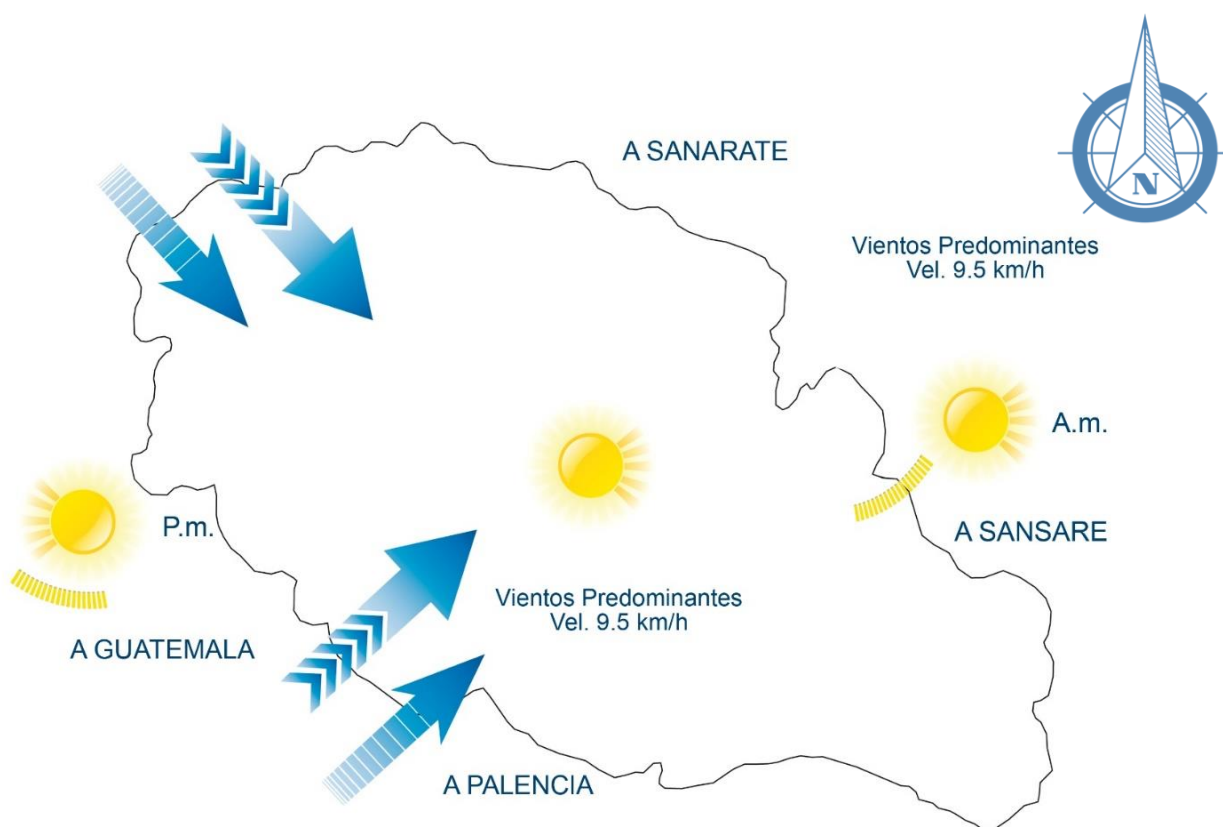 A SANARATE
N
Vientos Predominantes
Vel. 9.5 km/h
A.m.
P.m.
A SANSARE
Vientos Predominantes
Vel. 9.5 km/h
A GUATEMALA
A PALENCIA